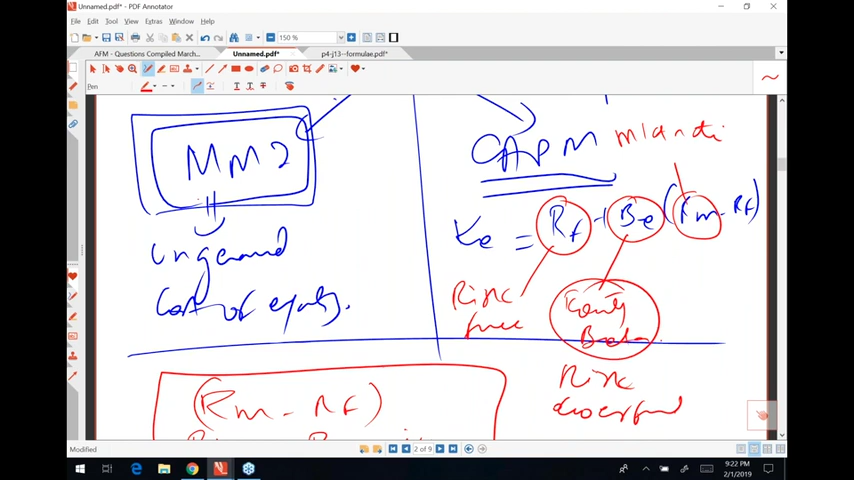 Unnamed.pdf* - PDF Annotator
File Edit Tool View Extras Window Help
150 %
AFM - Questions Compiled March...
Unnamed.pdf*
p4-j13--formulae.pdf*
Pen
MM2
ungeared
Cost of equity.
CAPM
Ke = Rf + Be (Rm - Rf)
Risk
free
Equity
Beta
Risk
(Rm - Rf)
Modified
2 of 9
9:22 PM
2/1/2019